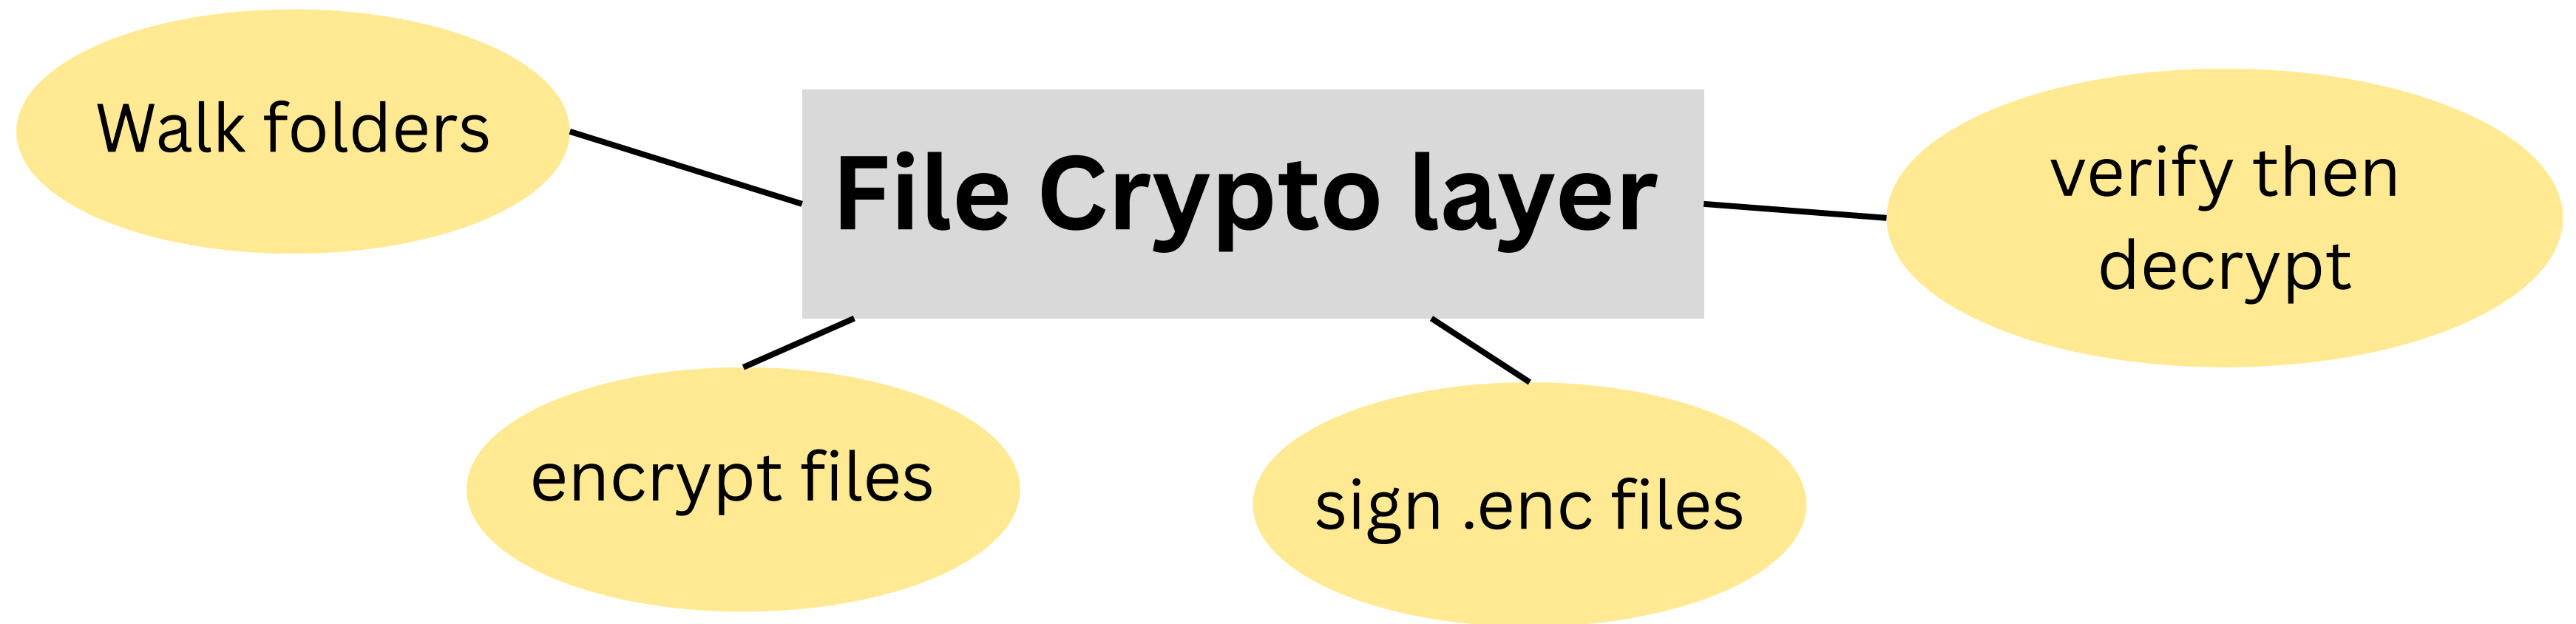 Walk folders
File Crypto layer
verify then
decrypt
encrypt files
sign .enc files